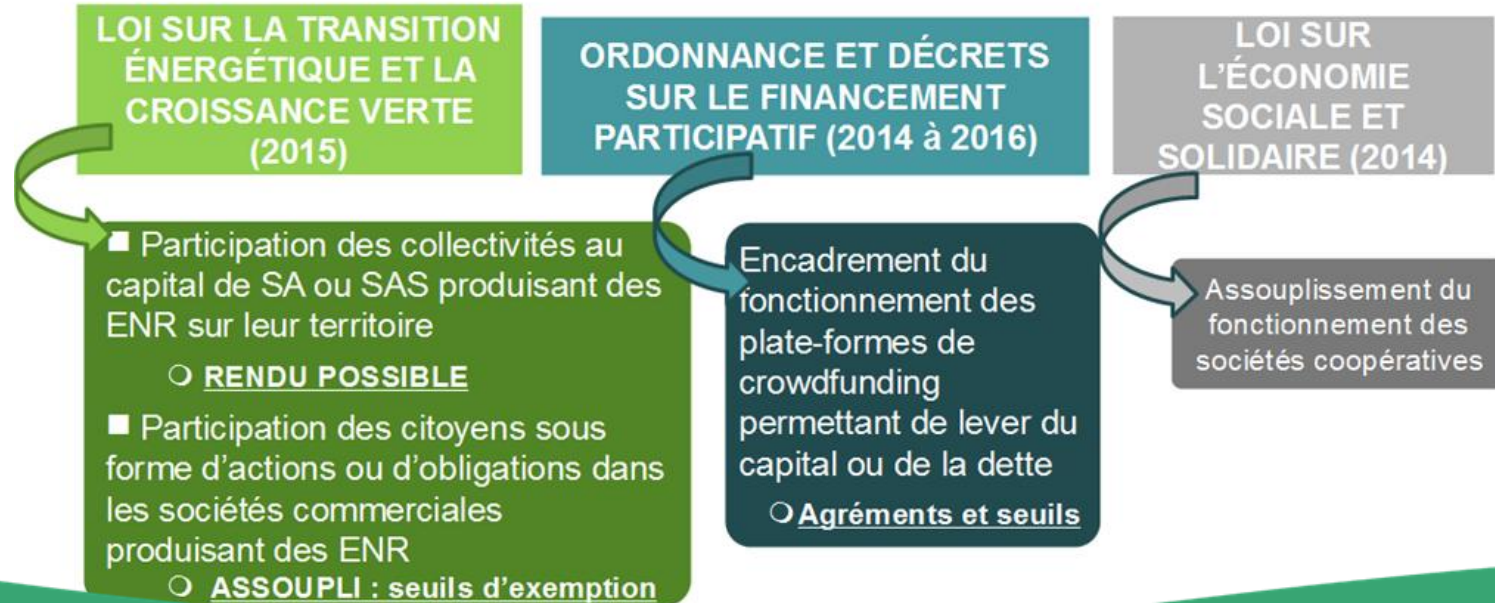 LOI SUR LA TRANSITION
ÉNERGÉTIQUE ET LA
CROISSANCE VERTE
(2015)
■ Participation des collectivités au
capital de SA ou SAS produisant des
ENR sur leur territoire
❍ RENDU POSSIBLE
■ Participation des citoyens sous
forme d’actions ou d’obligations dans
les sociétés commerciales
produisant des ENR
❍ ASSOUPLI : seuils d’exemption
ORDONNANCE ET DÉCRETS
SUR LE FINANCEMENT
PARTICIPATIF (2014 à 2016)
Encadrement du
fonctionnement des
plate-formes de
crowdfunding
permettant de lever du
capital ou de la dette
❍ Agréments et seuils
LOI SUR
L’ÉCONOMIE
SOCIALE ET
SOLIDAIRE (2014)
Assouplissement du
fonctionnement des
sociétés coopératives